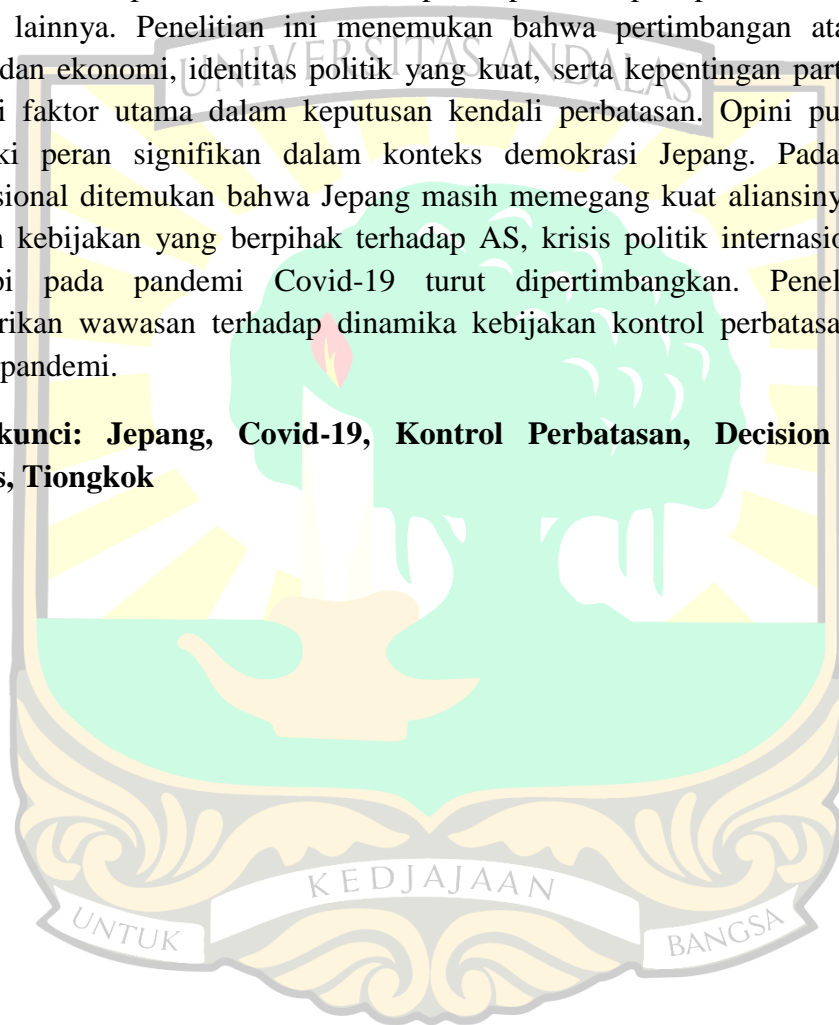 lainnya. Penelitian ini menemukan bahwa pertimbangan ata
dan ekonomi, identitas politik yang kuat, serta kepentingan part
i faktor utama dalam keputusan kendali perbatasan. Opini pu
ki peran signifikan dalam konteks demokrasi Jepang. Pada
sional ditemukan bahwa Jepang masih memegang kuat aliansiny
n kebijakan yang berpihak terhadap AS, krisis politik internasio
pi pada pandemi Covid-19 turut dipertimbangkan. Penel
rikan wawasan terhadap dinamika kebijakan kontrol perbatasa
pandemi.
kunci: Jepang, Covid-19, Kontrol Perbatasan, Decision
s, Tiongkok
UNIVERSITAS ANDALAS
KEDJAJAAN
UNTUK
BANGSA